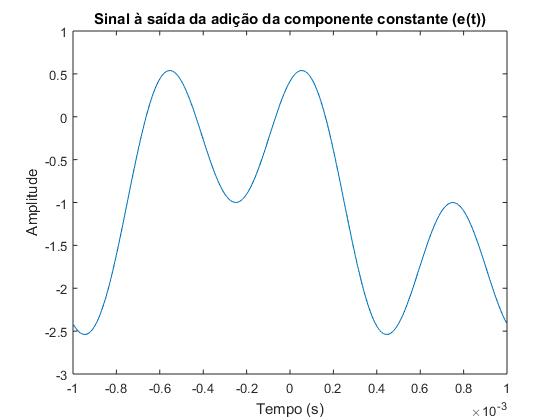 Sinal à saída da adição da componente constante (e(t))
Amplitude
1
0.5
0
-0.5
-1
-1.5
-2
-2.5
-3
-1 -0.8 -0.6 -0.4 -0.2 0 0.2 0.4 0.6 0.8 1
Tempo (s)
×10⁻³